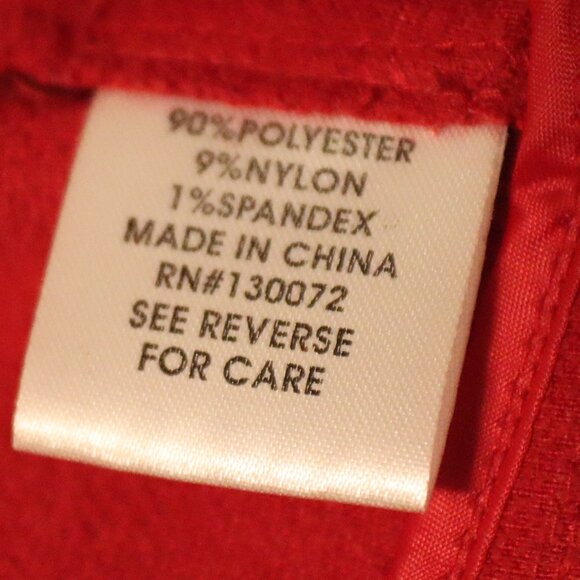 90%POLYESTER
9%NYLON
1%SPANDEX
MADE IN CHINA
RN#130072
SEE REVERSE
FOR CARE